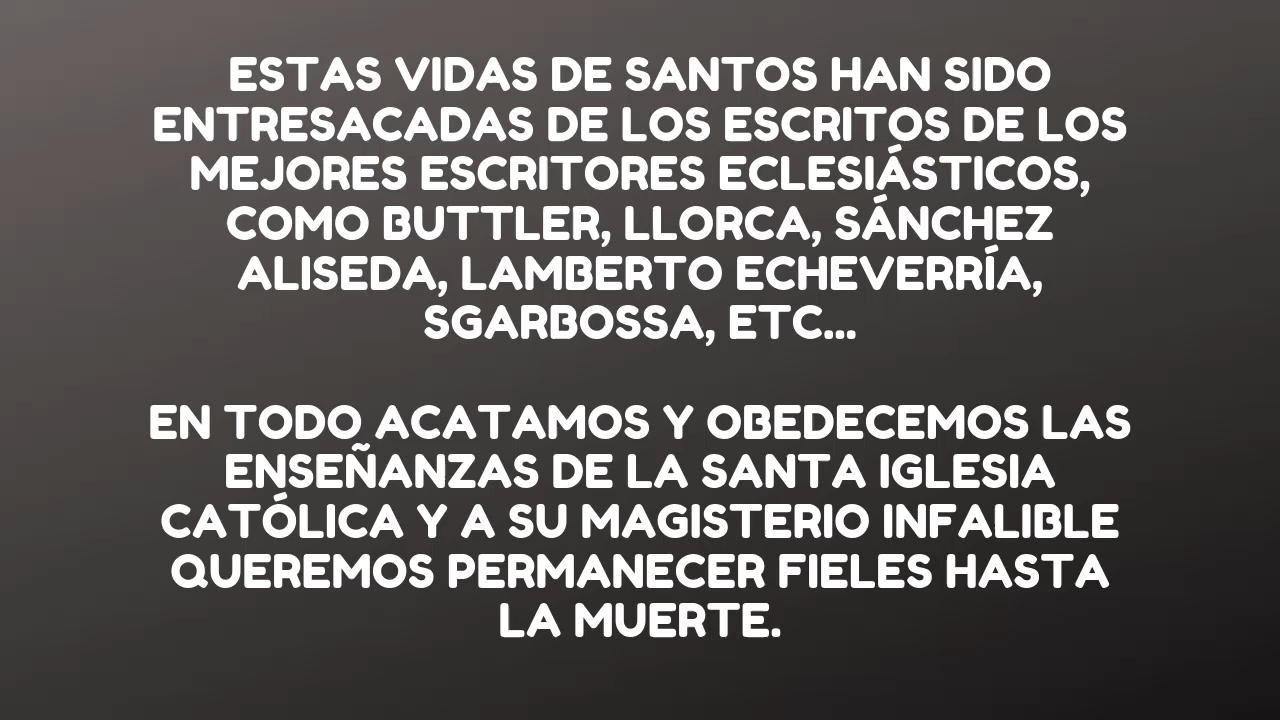 ESTAS VIDAS DE SANTOS HAN SIDO
ENTRESACADAS DE LOS ESCRITOS DE LOS
MEJORES ESCRITORES ECLESIÁSTICOS,
COMO BUTTLER, LLORCA, SÁNCHEZ
ALISEDA, LAMBERTO ECHEVERRÍA,
SGARBOSSA, ETC...
EN TODO ACATAMOS Y OBEDECEMOS LAS
ENSEÑANZAS DE LA SANTA IGLESIA
CATÓLICA Y A SU MAGISTERIO INFALIBLE
QUEREMOS PERMANECER FIELES HASTA
LA MUERTE.